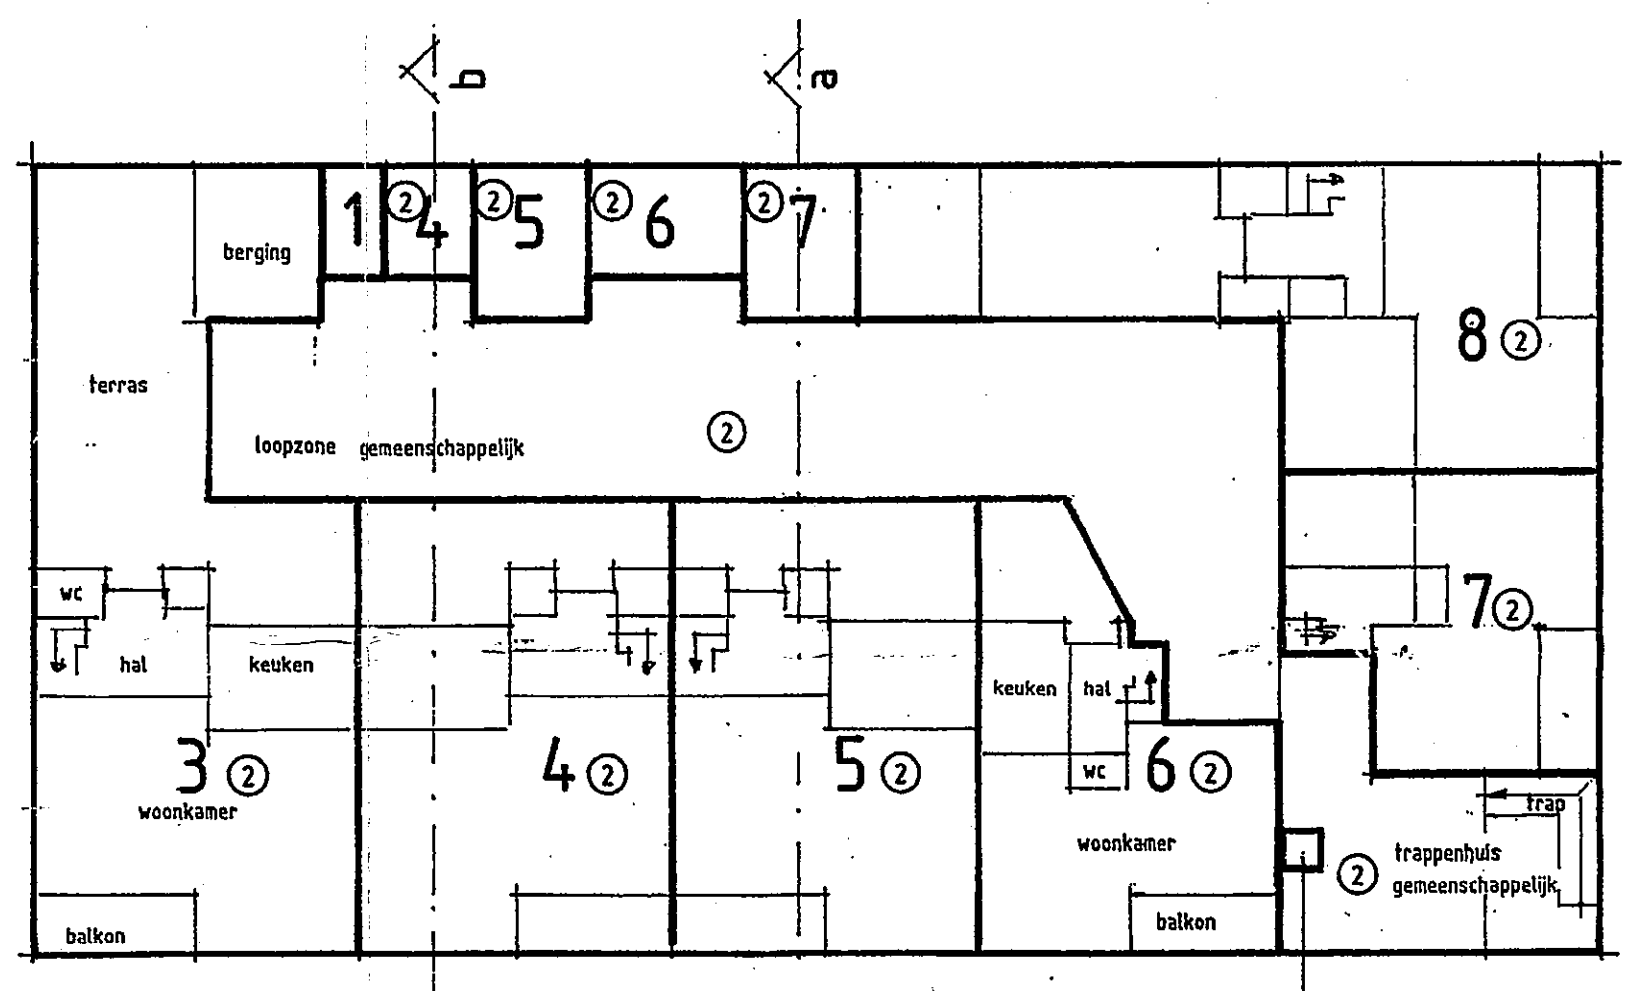 b
a
1
2
4
2
5
2
6
2
7
berging
8
2
terras
loopzone gemeenschappelijk
2
wc
hal
keuken
7
2
keuken
hal
3
2
4
2
5
2
wc
6
2
woonkamer
woonkamer
trap
trappenhuis
2
gemeenschappelijk
balkon
balkon